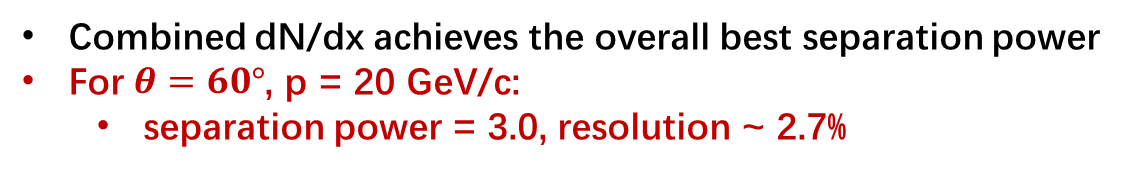 • Combined dN/dx achieves the overall best separation power
• For θ = 60°, p = 20 GeV/c:
• separation power = 3.0, resolution ~ 2.7%